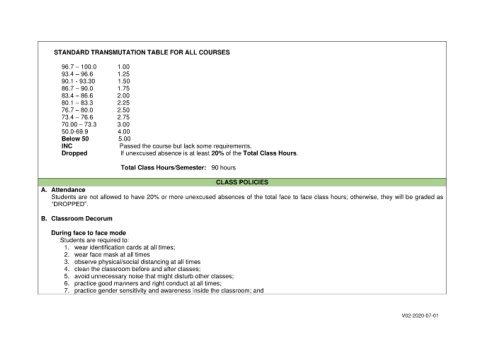 STANDARD TRANSMUTATION TABLE FOR ALL COURSES
96.7 – 100.0 1.00
93.4 – 96.6 1.25
90.1 - 93.30 1.50
86.7 – 90.0 1.75
83.4 – 86.6 2.00
80.1 – 83.3 2.25
76.7 – 80.0 2.50
73.4 – 76.6 2.75
70.00 – 73.3 3.00
50.0-69.9 4.00
Below 50 5.00
INC Passed the course but lack some requirements.
Dropped If unexcused absence is at least 20% of the Total Class Hours.
Total Class Hours/Semester: 90 hours
CLASS POLICIES
A. Attendance
Students are not allowed to have 20% or more unexcused absences of the total face to face class hours; otherwise, they will be graded as
“DROPPED”.
B. Classroom Decorum
During face to face mode
Students are required to:
1. wear identification cards at all times;
2. wear face mask at all times
3. observe physical/social distancing at all times
4. clean the classroom before and after classes;
5. avoid unnecessary noise that might disturb other classes;
6. practice good manners and right conduct at all times;
7. practice gender sensitivity and awareness inside the classroom; and
V02-2020-07-01